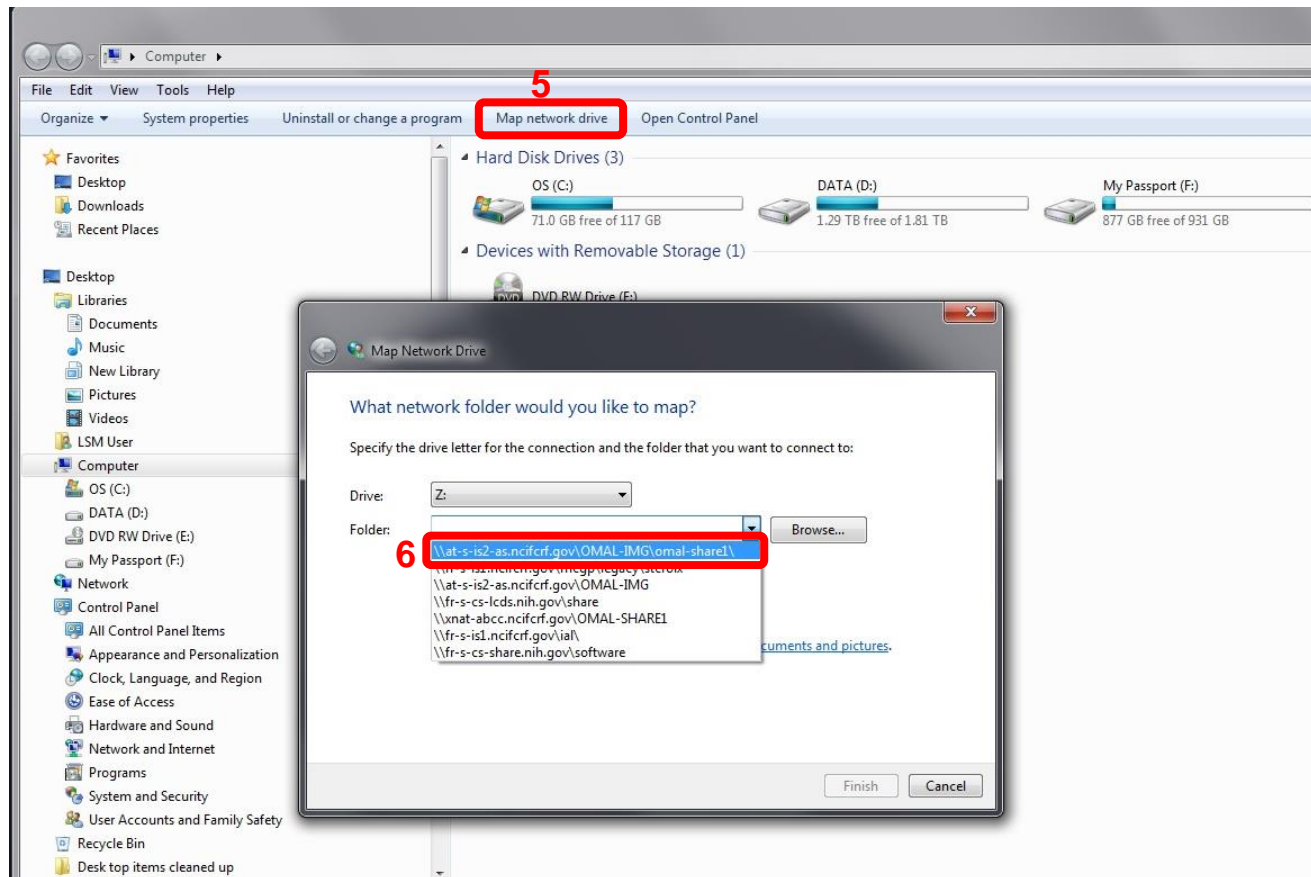 Computer
File Edit View Tools Help
5
Organize System properties Uninstall or change a program Map network drive Open Control Panel
Favorites
Desktop
Downloads
Recent Places
Desktop
Libraries
Documents
Music
New Library
Pictures
Videos
LSM User
Computer
OS (C:)
DATA (D:)
DVD RW Drive (E:)
My Passport (F:)
Network
Control Panel
All Control Panel Items
Appearance and Personalization
Clock, Language, and Region
Ease of Access
Hardware and Sound
Network and Internet
Programs
System and Security
User Accounts and Family Safety
Recycle Bin
Desk top items cleaned up
Hard Disk Drives (3)
OS (C:)
71.0 GB free of 117 GB
DATA (D:)
1.29 TB free of 1.81 TB
My Passport (F:)
877 GB free of 931 GB
Devices with Removable Storage (1)
DVD
DVD RW Drive (E:)
Map Network Drive
What network folder would you like to map?
Specify the drive letter for the connection and the folder that you want to connect to:
Drive: Z:
Folder: Browse...
6
\\at-s-is2-as.ncifcrf.gov\OMAL-IMG\omal-share1\
\\at-s-is2-as.ncifcrf.gov\OMAL-IMG
\\fr-s-cs-lcds.nih.gov\share
\\xnat-abcc.ncifcrf.gov\OMAL-SHARE1
\\fr-s-is1.ncifcrf.gov\ial\
\\fr-s-cs-share.nih.gov\software
cuments and pictures.
Finish Cancel